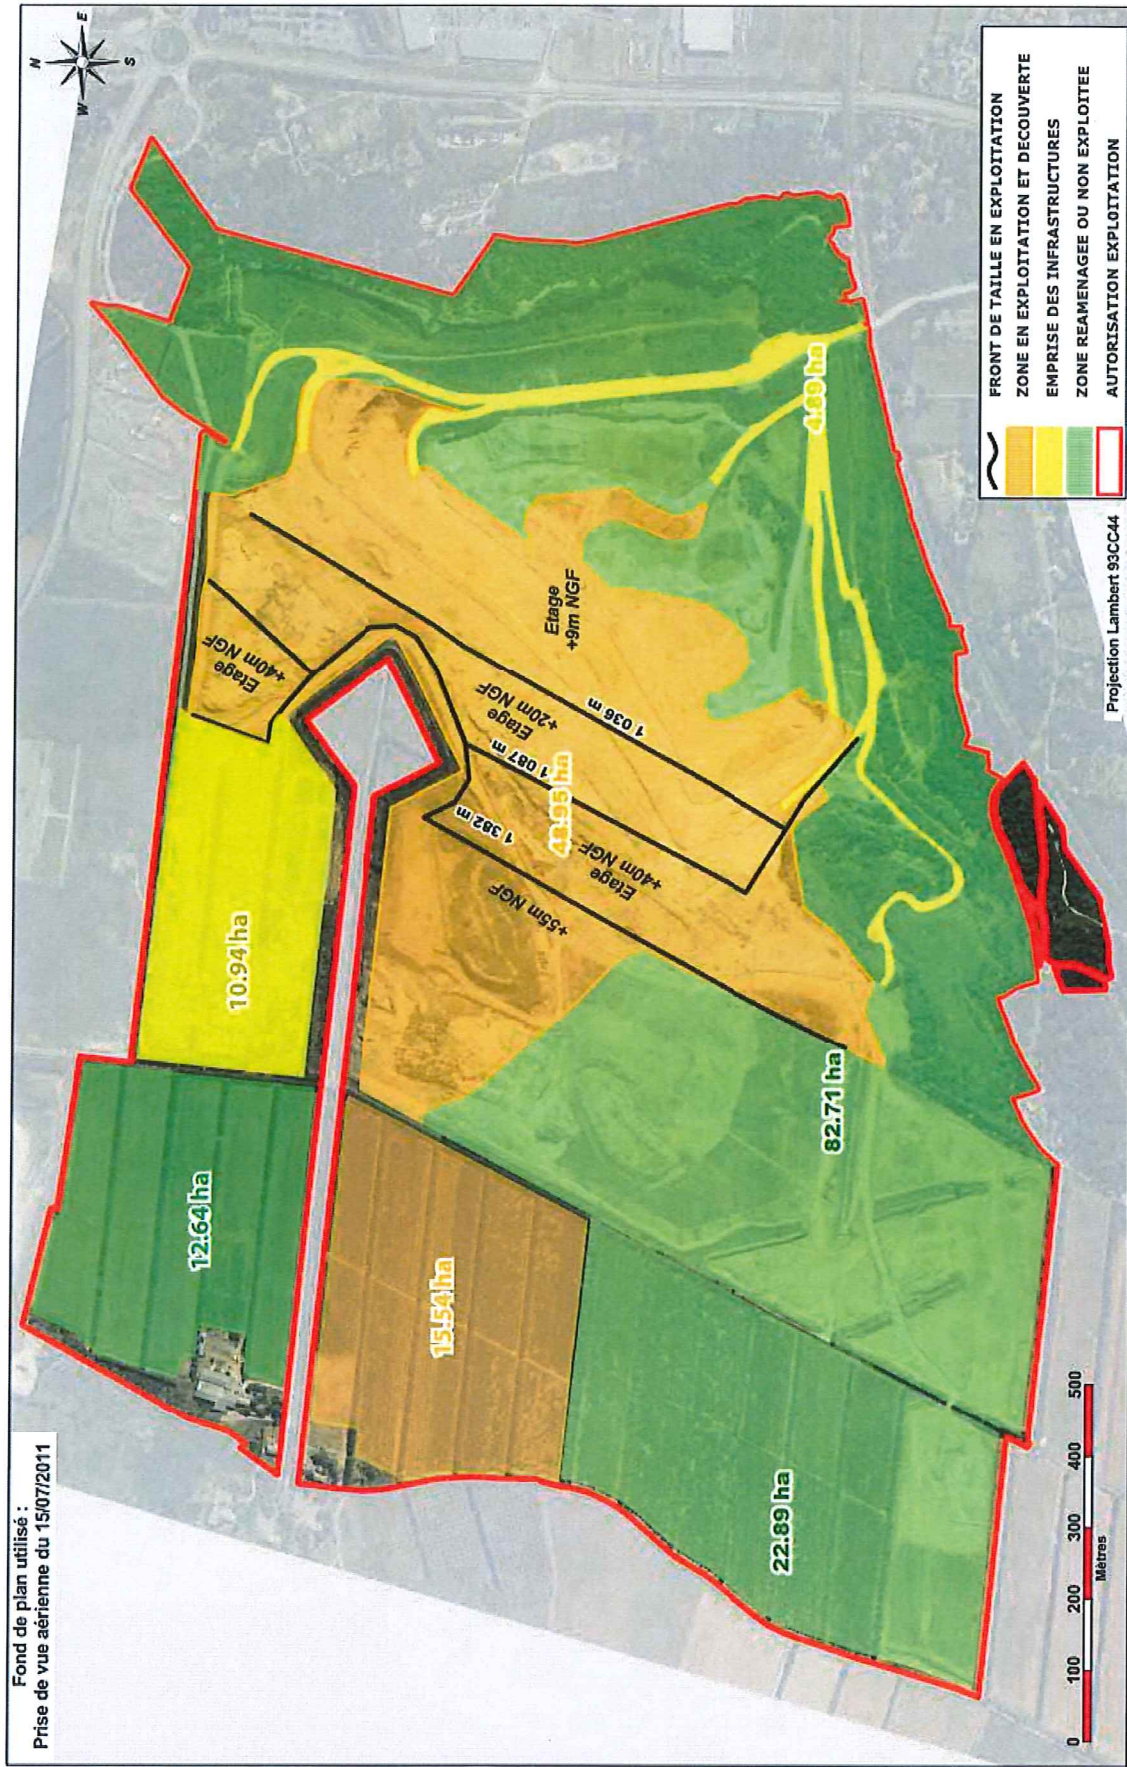 Fond de plan utilisé :
Prise de vue aérienne du 15/07/2011
N
E
S
W
12.64 ha
10.94 ha
15.54 ha
22.89 ha
82.71 ha
4.89 ha
Etage
+40m NGF
Etage
+20m NGF
Etage
+9m NGF
Etage
+40m NGF
+55m NGF
1 036 m
1 087 m
1 382 m
0
100
200
300
400
500
Mètres
FRONT DE TAILLE EN EXPLOITATION
ZONE EN EXPLOITATION ET DECOUVERTE
EMPRISE DES INFRASTRUCTURES
ZONE REAMENAGEE OU NON EXPLOITEE
AUTORISATION EXPLOITATION
Projection Lambert 93CC44